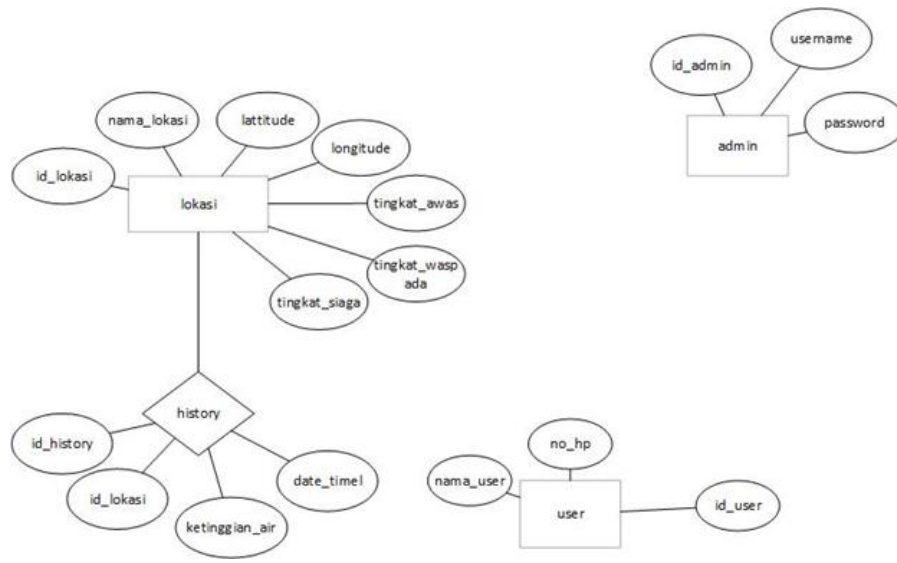 username
id_admin
password
admin
nama_lokasi
lattitude
longitude
id_lokasi
lokasi
tingkat_awas
tingkat_wasp
ada
tingkat_siaga
history
id_history
id_lokasi
ketinggian_air
date_timel
no_hp
nama_user
id_user
user